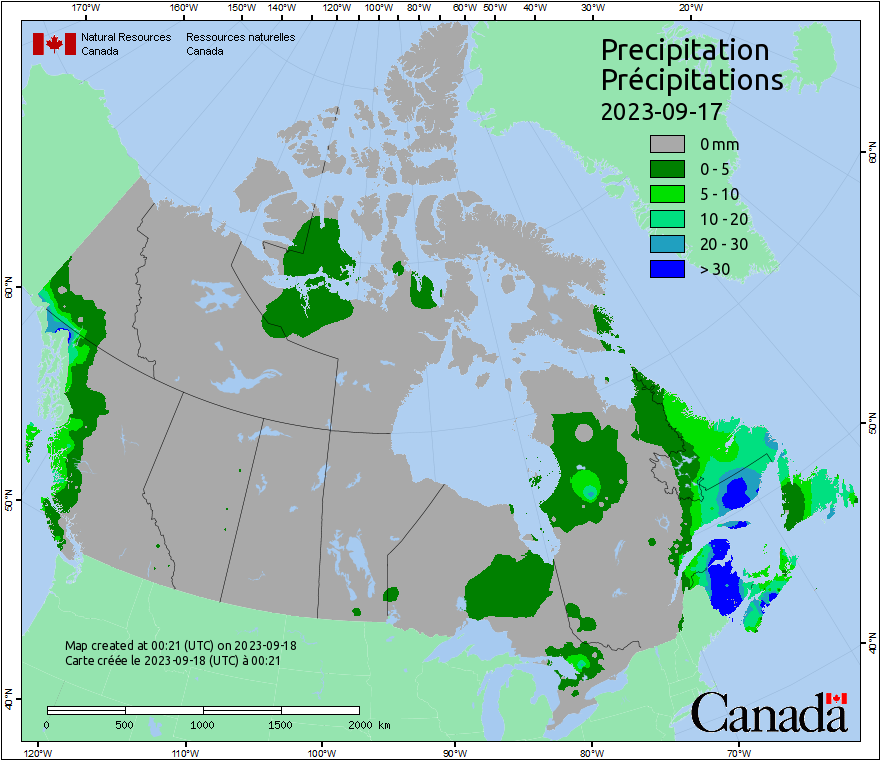 170°W 160°W 150°W 140°W 120°W 100°W 80°W 60°W 50°W 40°W 30°W 20°W
Natural Resources Ressources naturelles
Canada Canada
Precipitation
Précipitations
2023-09-17
0 mm
0 - 5
5 - 10
10 - 20
20 - 30
> 30
60°N 60°N
50°N 50°N
40°N 40°N
Map created at 00:21 (UTC) on 2023-09-18
Carte créée le 2023-09-18 (UTC) à 00:21
0 500 1000 1500 2000 km
Canada
120°W 110°W 100°W 90°W 80°W 70°W